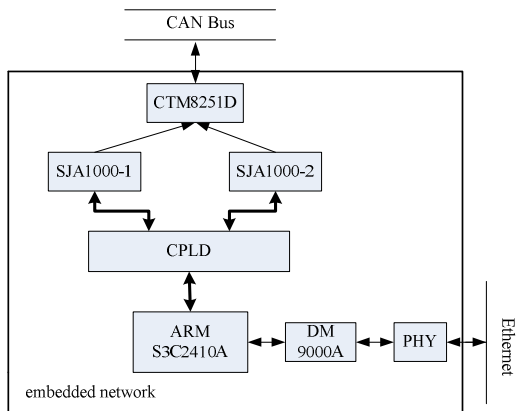 CAN Bus
CTM8251D
SJA1000-1
SJA1000-2
CPLD
ARM
S3C2410A
DM
9000A
PHY
Ethernet
embedded network